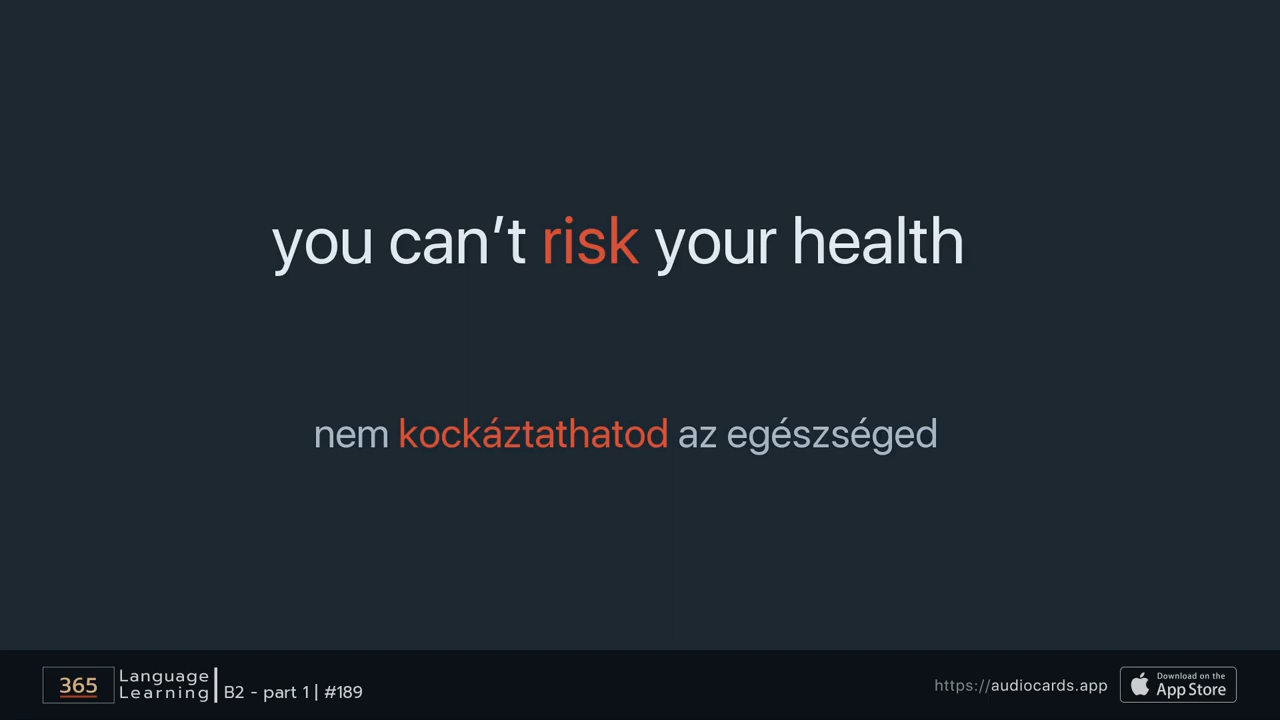 you can’t risk your health
nem kockáztathatod az egészséged
365
Language
Learning
B2 - part 1 | #189
https://audiocards.app
Download on the
App Store